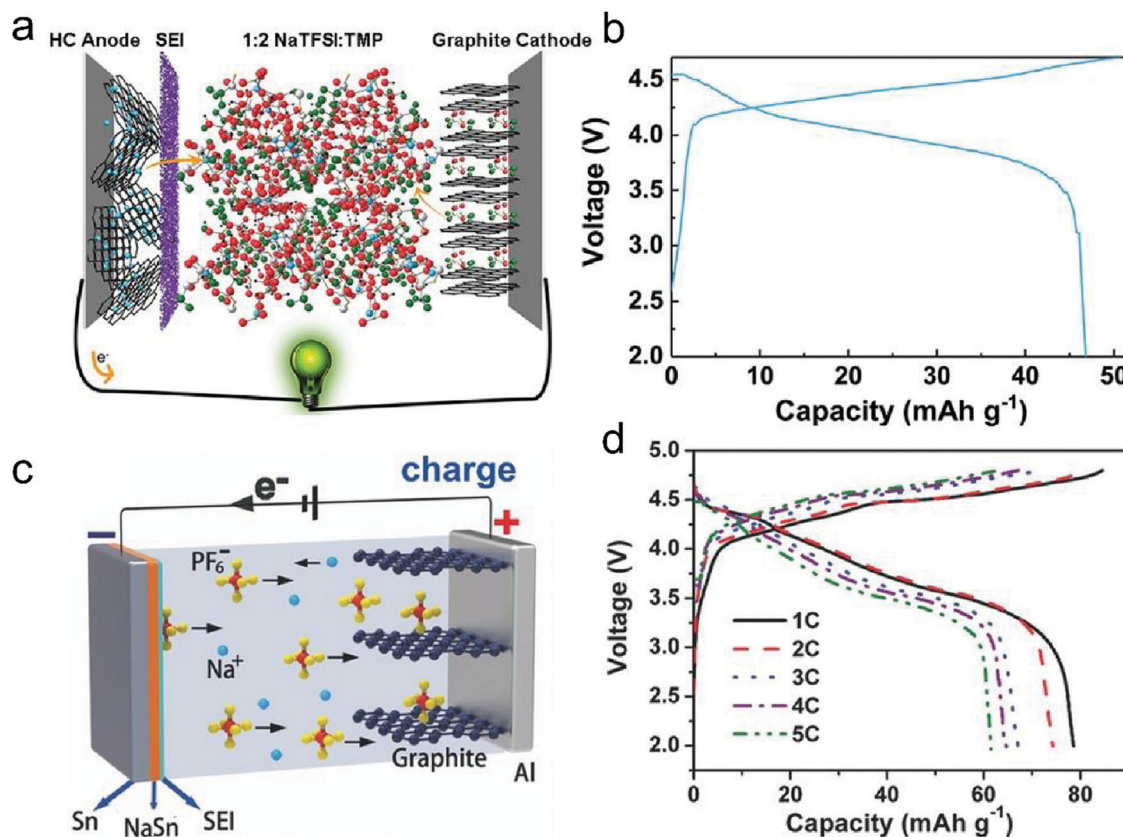 a
HC Anode SEI 1:2 NaTFSI:TMP Graphite Cathode
e-
b
Voltage (V)
4.5
4.0
3.5
3.0
2.5
2.0
0 10 20 30 40 50
Capacity (mAh g⁻¹)
c
charge
e-
− +
PF₆⁻
Na⁺
Graphite
Al
Sn NaSn SEI
d
Voltage (V)
5.0
4.5
4.0
3.5
3.0
2.5
2.0
1C
2C
3C
4C
5C
0 20 40 60 80
Capacity (mAh g⁻¹)